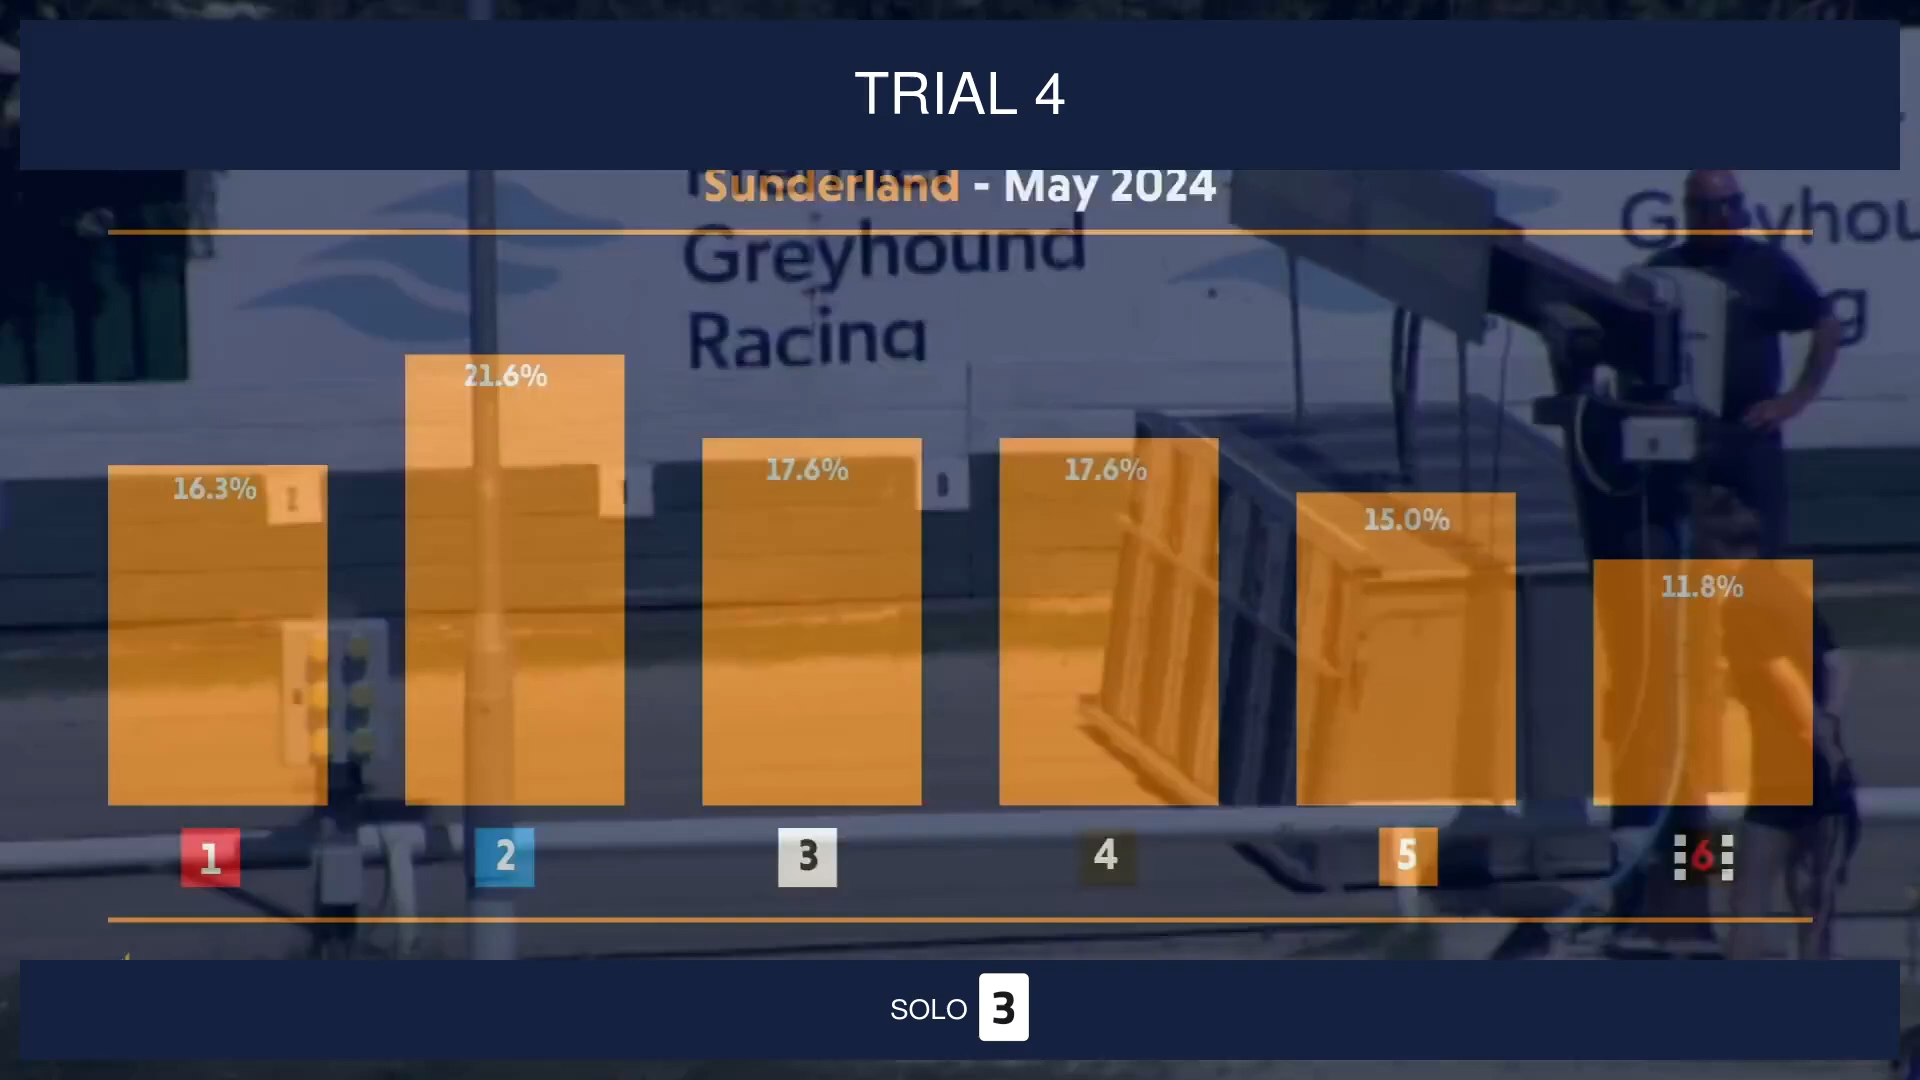 TRIAL 4
Sunderland - May 2024
Greyhound
Racing
16.3%
21.6%
17.6%
17.6%
15.0%
11.8%
1
2
3
4
5
6
SOLO 3